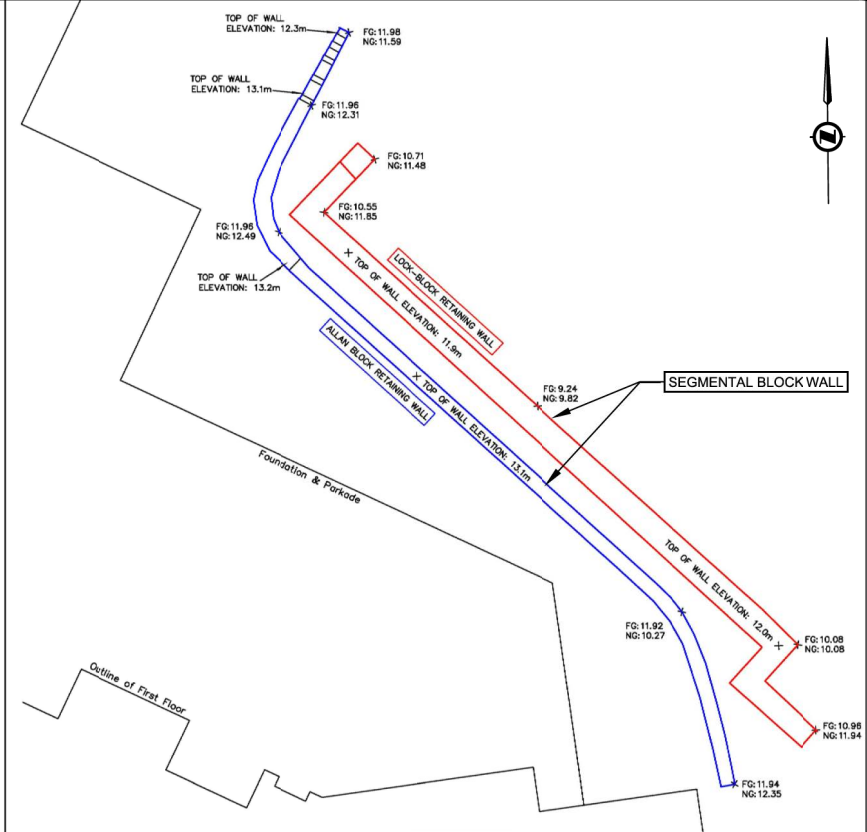 TOP OF WALL
ELEVATION: 12.3m
FG:11.98
NG:11.59
TOP OF WALL
ELEVATION: 13.1m
FG:11.96
NG:12.31
FG:10.71
NG:11.48
FG:10.55
NG:11.85
FG:11.96
NG:12.49
TOP OF WALL
ELEVATION: 13.2m
TOP OF WALL ELEVATION: 11.9m
LOCK-BLOCK RETAINING WALL
ALLAN BLOCK RETAINING WALL
TOP OF WALL ELEVATION: 13.1m
SEGMENTAL BLOCK WALL
FG:9.24
NG:9.82
Foundation & Parkade
TOP OF WALL ELEVATION: 12.0m
FG:11.92
NG:10.27
FG:10.08
NG:10.08
Outline of First Floor
FG:10.96
NG:11.94
FG:11.94
NG:12.35
N